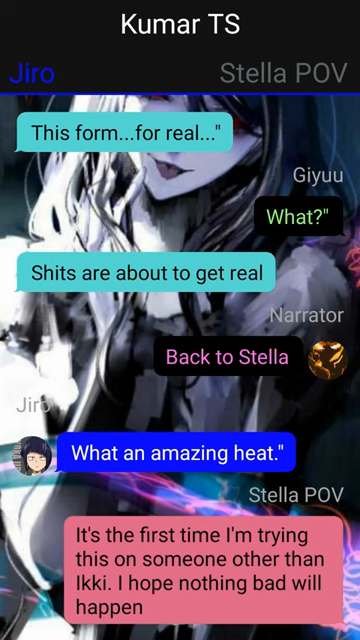 Kumar TS
Jiro
Stella POV
This form...for real..."
Giyuu
What?"
Shits are about to get real
Narrator
Back to Stella
Jiro
What an amazing heat."
Stella POV
It's the first time I'm trying
this on someone other than
Ikki. I hope nothing bad will
happen